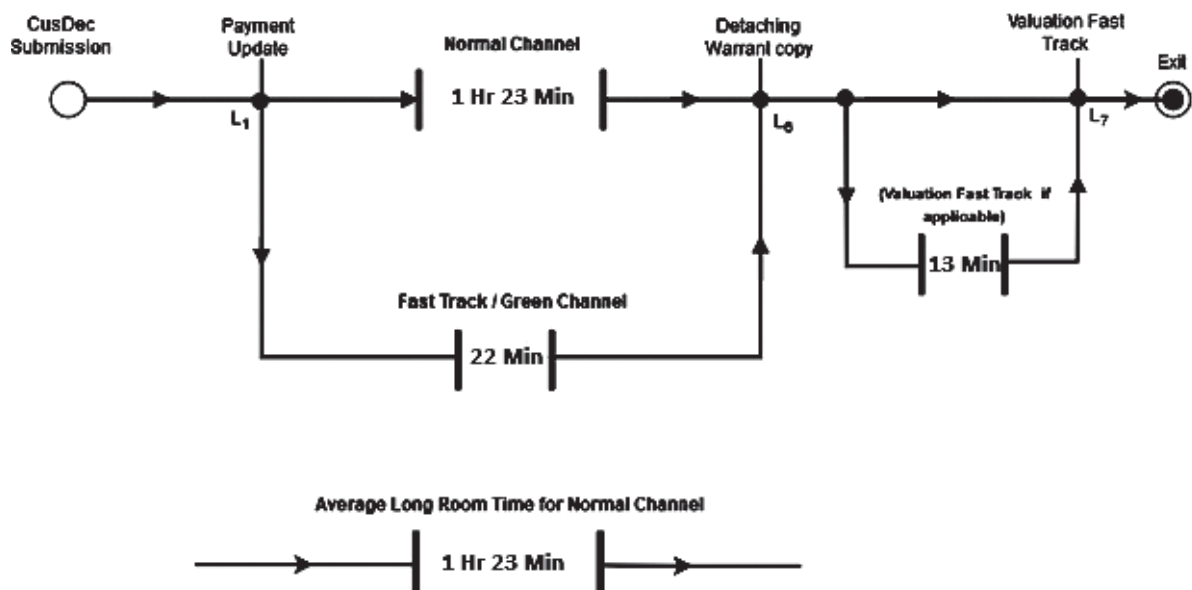 CusDec
Submission
Payment
Update
Normal Channel
1 Hr 23 Min
Detaching
Warrant copy
Valuation Fast
Track
Exit
L1
L6
L7
(Valuation Fast Track if
applicable)
13 Min
Fast Track / Green Channel
22 Min
Average Long Room Time for Normal Channel
1 Hr 23 Min